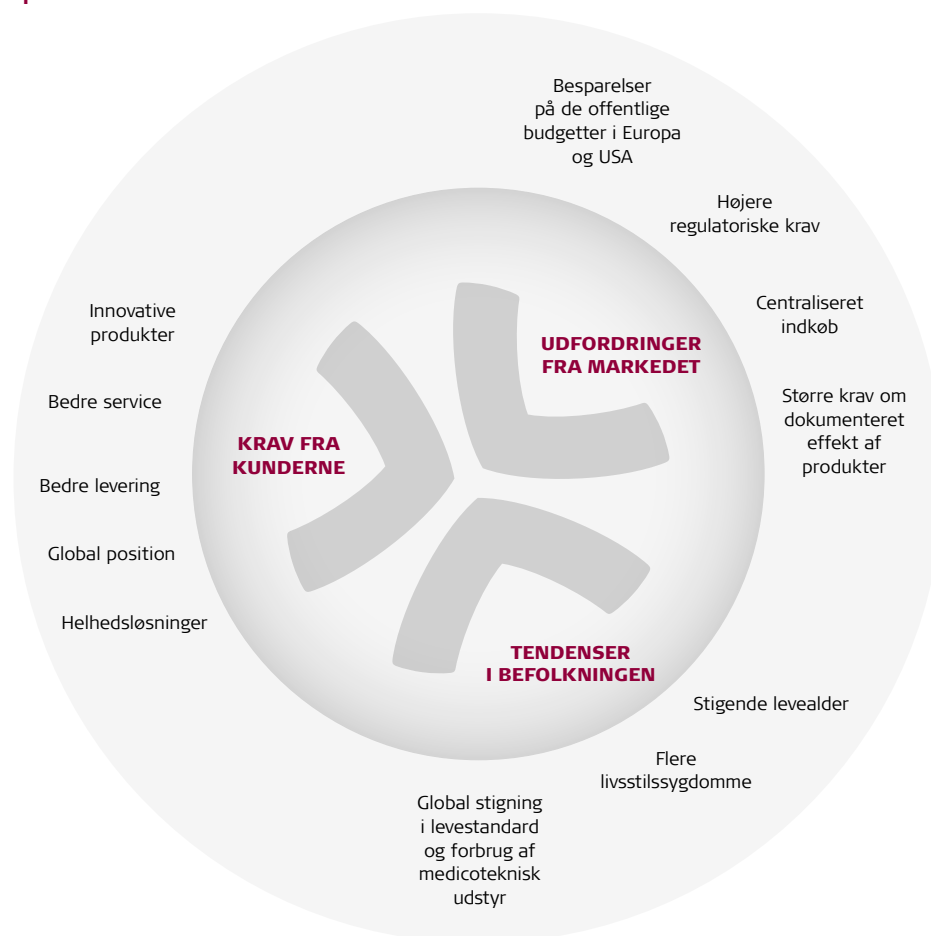 Besparelser
på de offentlige
budgetter i Europa
og USA
Højere
regulatoriske krav
Centraliseret
indkøb
Større krav om
dokumenteret
effekt af
produkter
UDFORDRINGER
FRA MARKEDET
Innovative
produkter
Bedre service
Bedre levering
Global position
Helhedsløsninger
KRAV FRA
KUNDERNE
TENDENSER
I BEFOLKNINGEN
Stigende levealder
Flere
livsstilssygdomme
Global stigning
i levestandard
og forbrug af
medicoteknisk
udstyr